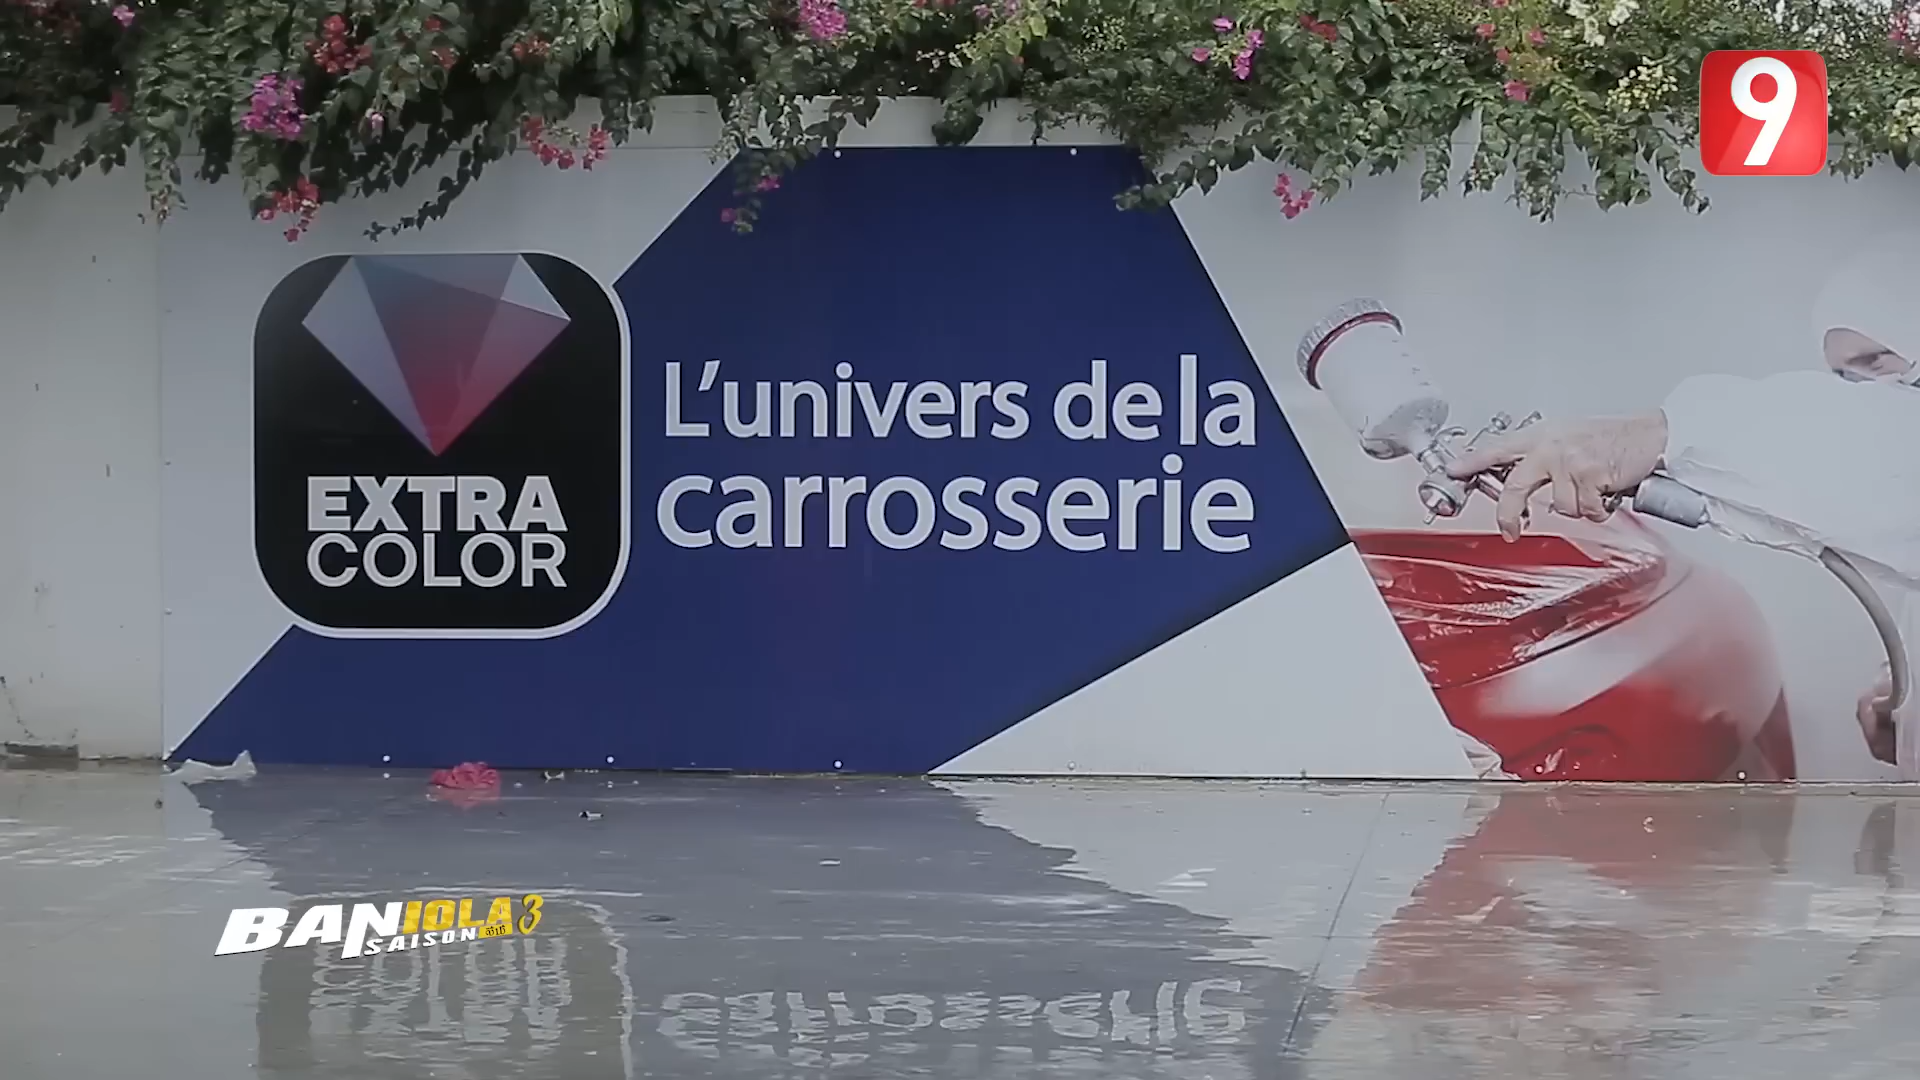 9
EXTRA
COLOR
L'univers de la
carrosserie
BANIOLA 3
SAISON